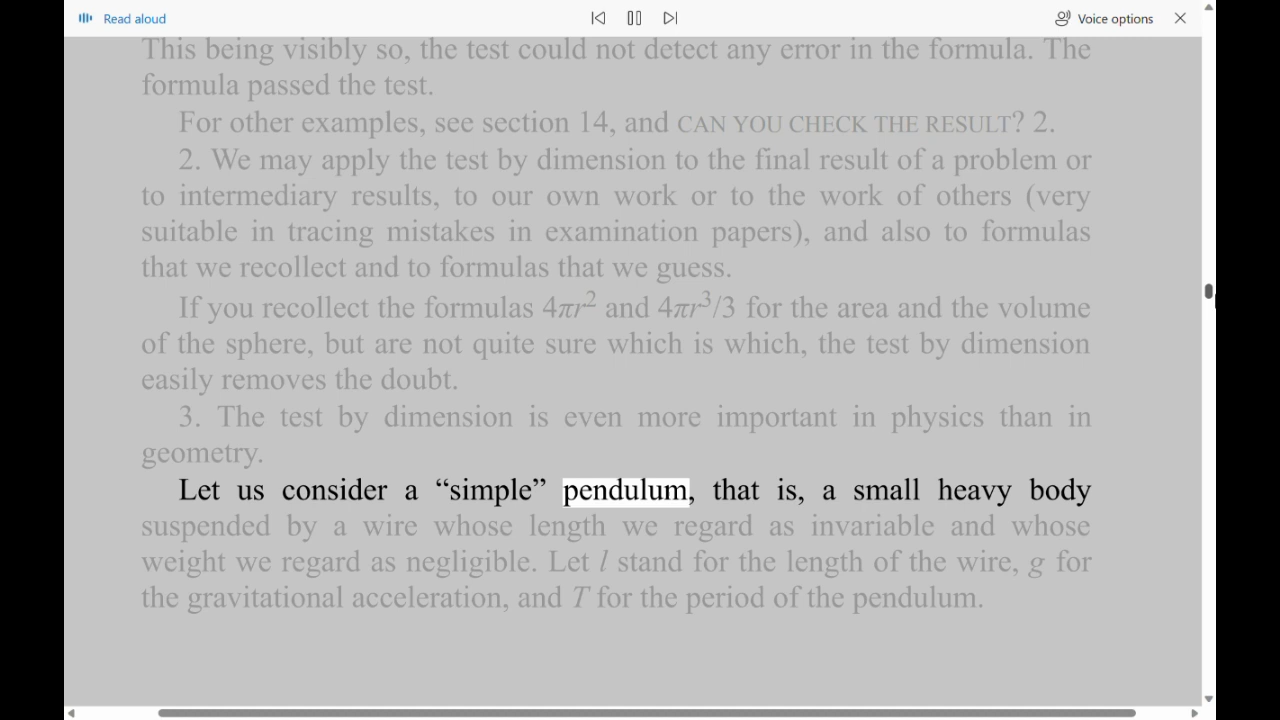 Read aloud
Voice options
This being visibly so, the test could not detect any error in the formula. The
formula passed the test.
For other examples, see section 14, and CAN YOU CHECK THE RESULT? 2.
2. We may apply the test by dimension to the final result of a problem or
to intermediary results, to our own work or to the work of others (very
suitable in tracing mistakes in examination papers), and also to formulas
that we recollect and to formulas that we guess.
If you recollect the formulas 4πr² and 4πr³/3 for the area and the volume
of the sphere, but are not quite sure which is which, the test by dimension
easily removes the doubt.
3. The test by dimension is even more important in physics than in
geometry.
Let us consider a “simple” pendulum, that is, a small heavy body
suspended by a wire whose length we regard as invariable and whose
weight we regard as negligible. Let l stand for the length of the wire, g for
the gravitational acceleration, and T for the period of the pendulum.